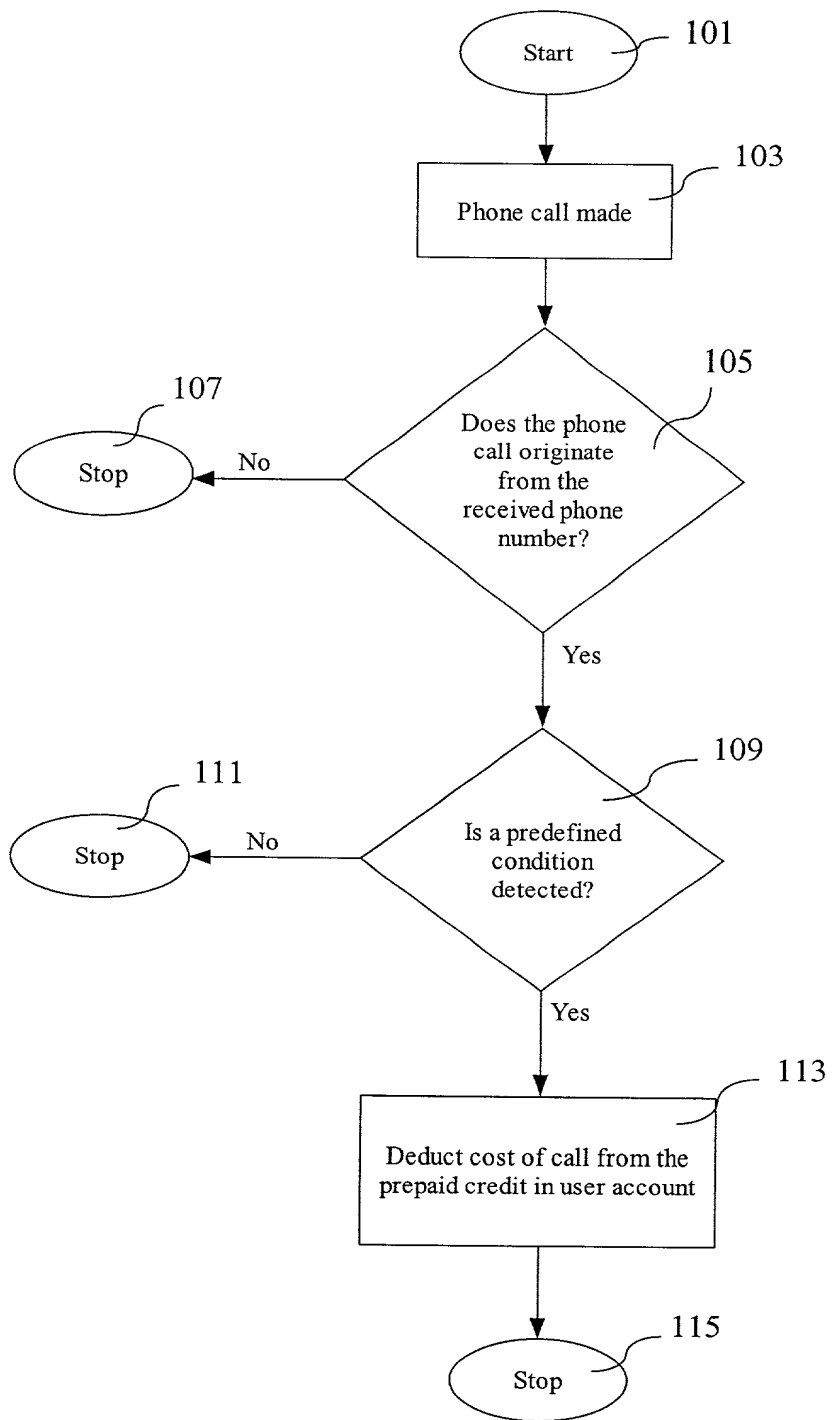 101
Start
103
Phone call made
105
107
Does the phone
call originate
from the
received phone
number?
No
Stop
Yes
109
111
Is a predefined
condition
detected?
No
Stop
Yes
113
Deduct cost of call from the
prepaid credit in user account
115
Stop